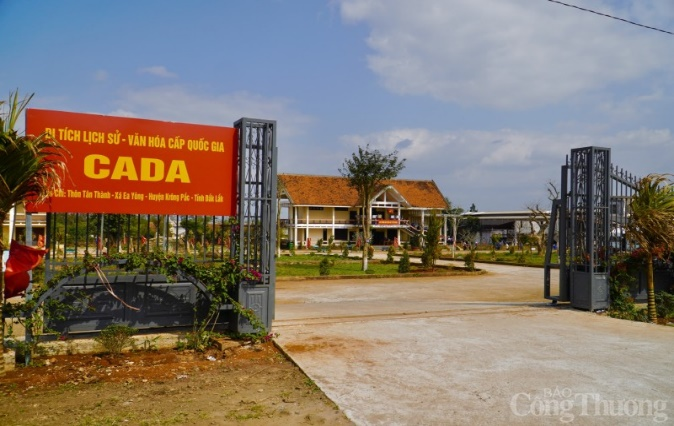 DI TÍCH LỊCH SỬ - VĂN HÓA CẤP QUỐC GIA
CADA
Chỉ: Thôn Tân Thành - Xã Ea Yông - Huyện Krông Pắc - Tỉnh Đắk Lắk
BÁO
Công Thương